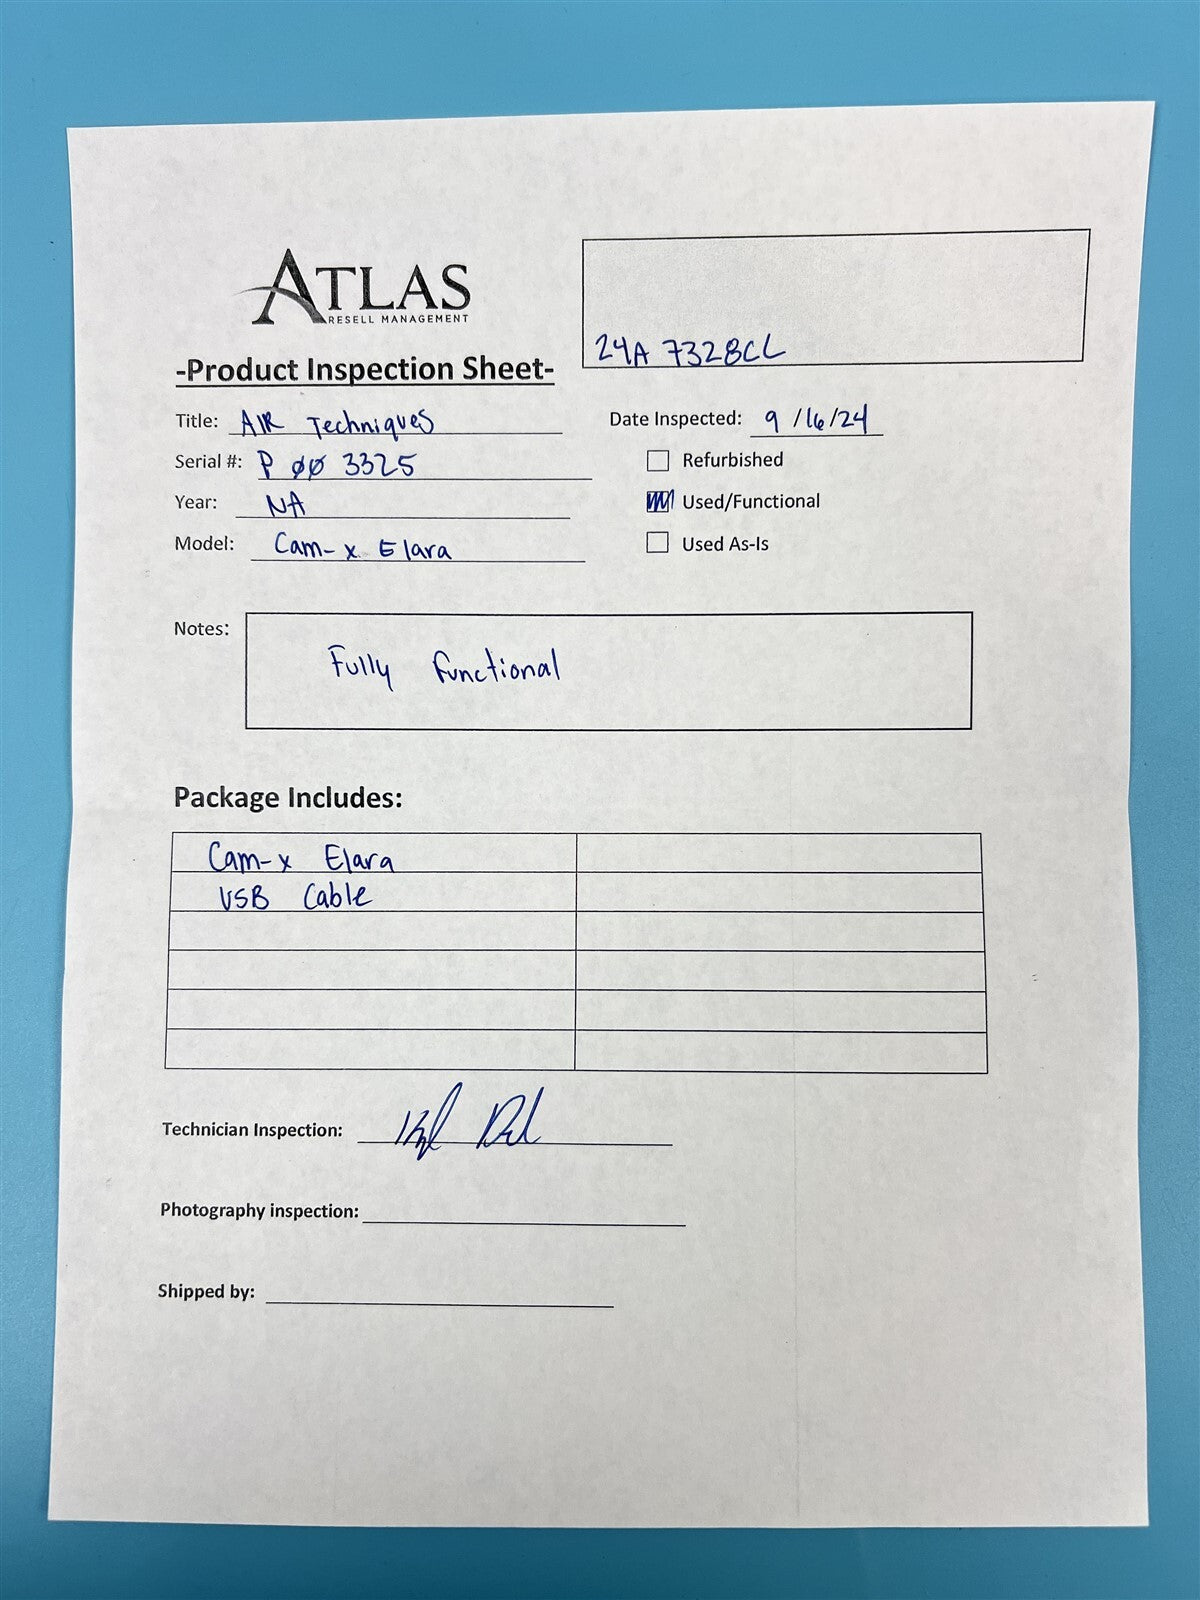 ATLAS
RESELL MANAGEMENT
24A 7328CL
-Product Inspection Sheet-
Title: AIR Techniques
Date Inspected: 9/16/24
Serial #: P 00 3325
Refurbished
Year: NA
Used/Functional
Model: Cam-x Elara
Used As-Is
Notes:
Fully functional
Package Includes:
Cam-x Elara
USB Cable
Technician Inspection:
Photography inspection:
Shipped by: